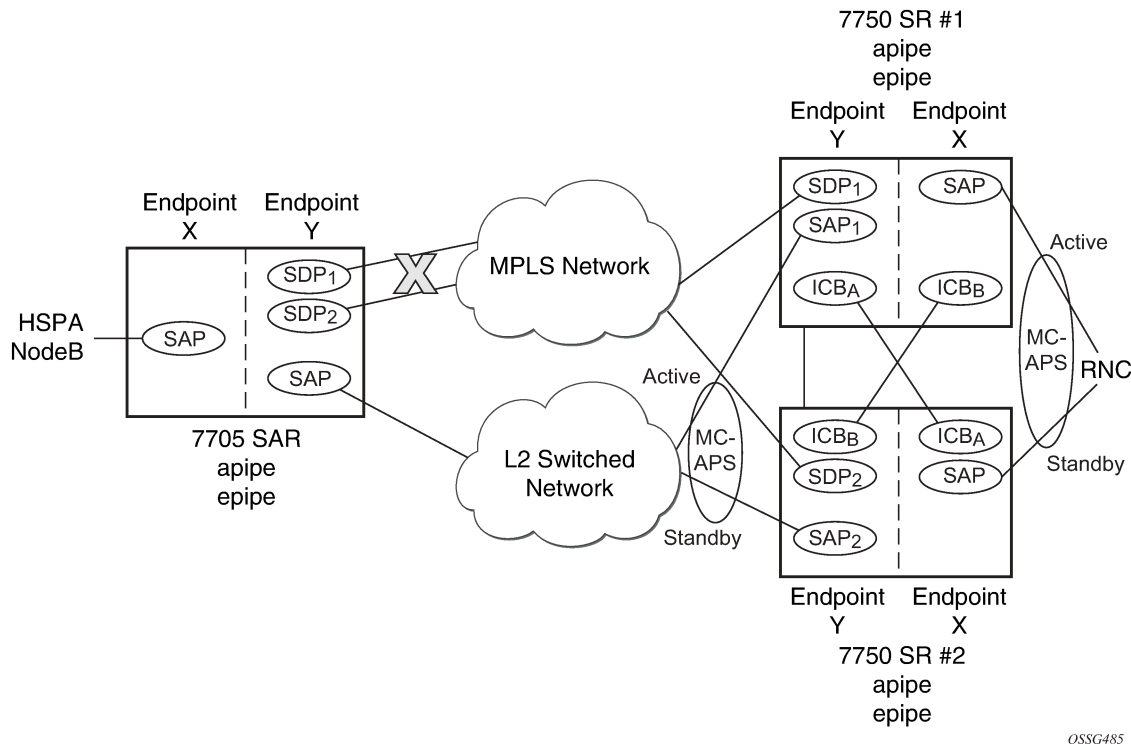 7750 SR #1
apipe
epipe
Endpoint
Y
Endpoint
X
SDP1
SAP
SAP1
ICBA
ICBB
Active
MC-
APS
RNC
Standby
Endpoint
X
Endpoint
Y
SDP1
SDP2
SAP
SAP
HSPA
NodeB
7705 SAR
apipe
epipe
X
MPLS Network
L2 Switched
Network
Active
MC-
APS
Standby
ICBB
ICBA
SDP2
SAP
SAP2
Endpoint
Y
Endpoint
X
7750 SR #2
apipe
epipe
OSSG485